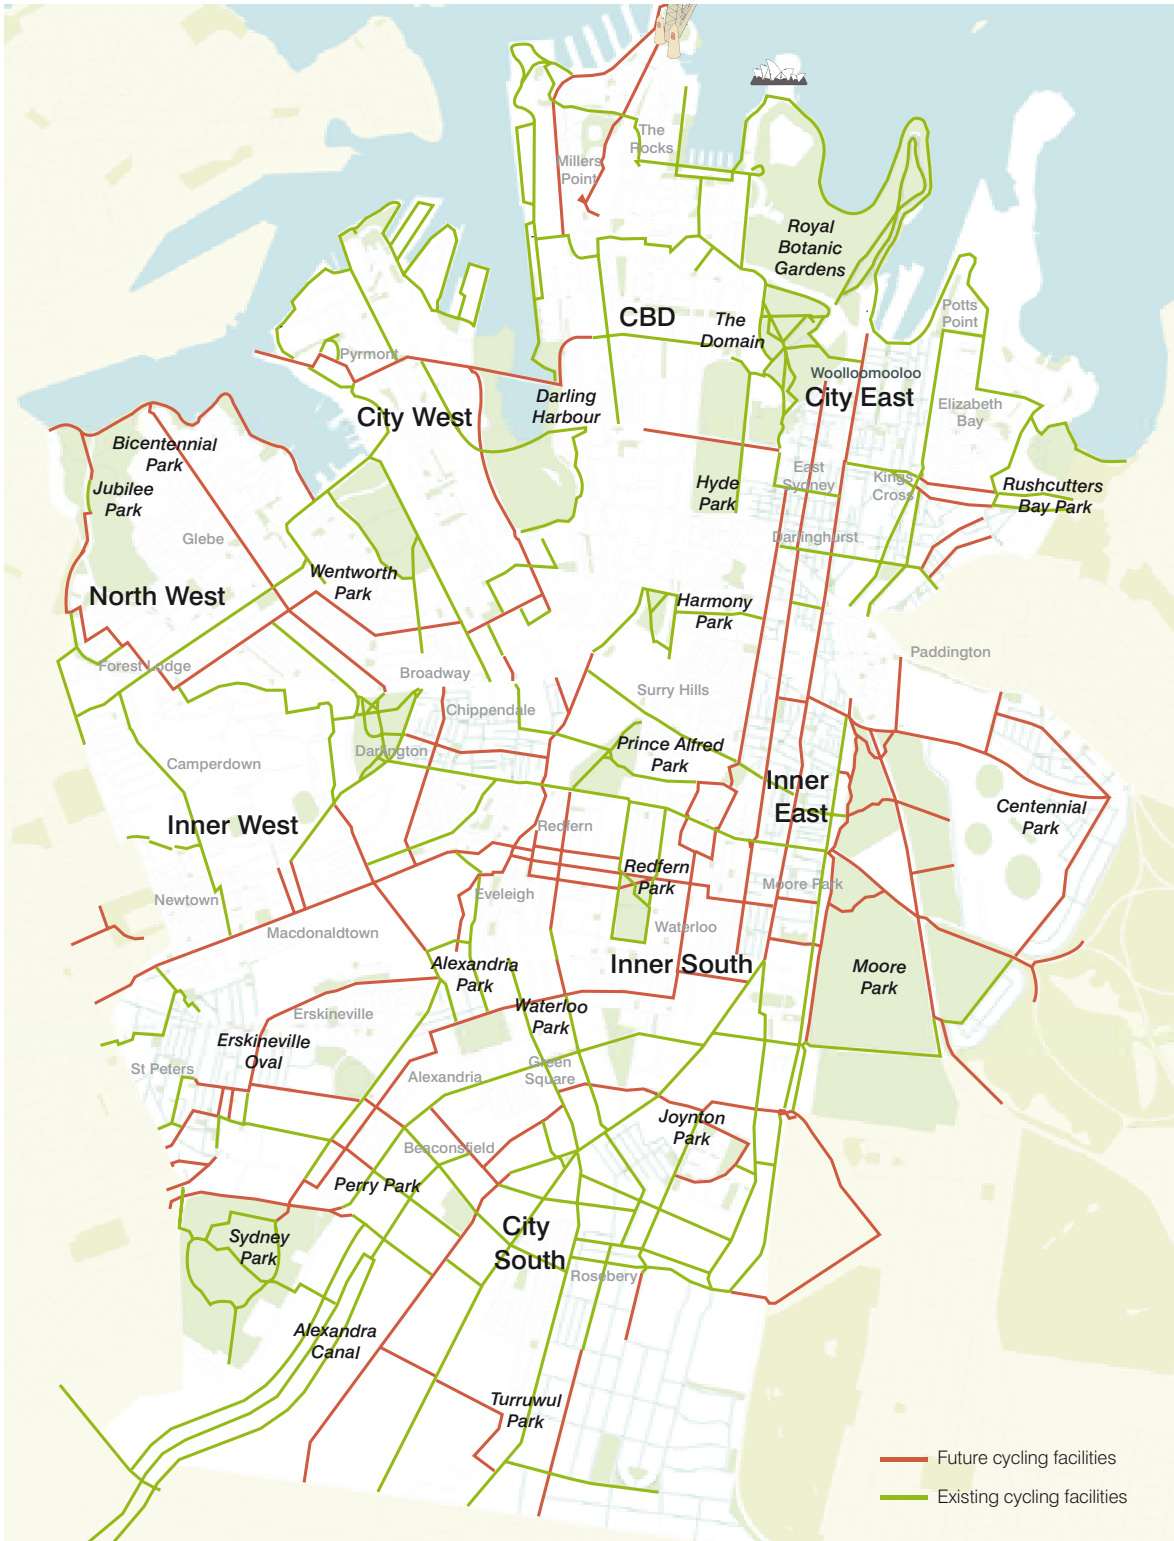 The
Rocks
Millers
Point
Royal
Botanic
Gardens
CBD
The
Domain
Potts
Point
Pyrmont
Woolloomooloo
City East
Darling
Harbour
City West
Elizabeth
Bay
Bicentennial
Park
Jubilee
Park
East
Sydney
Kings
Cross
Hyde
Park
Rushcutters
Bay Park
Glebe
Darlinghurst
Wentworth
Park
North West
Harmony
Park
Paddington
Forest Lodge
Broadway
Surry Hills
Chippendale
Darlington
Prince Alfred
Park
Camperdown
Inner
East
Centennial
Park
Inner West
Redfern
Redfern
Park
Moore Park
Eveleigh
Newtown
Waterloo
Macdonaldtown
Alexandria
Park
Inner South
Moore
Park
Waterloo
Park
Erskineville
Erskineville
Oval
St Peters
Alexandria
Green
Square
Joynton
Park
Beaconsfield
Perry Park
City
South
Sydney
Park
Rosebery
Alexandra
Canal
Turruwul
Park
Future cycling facilities
Existing cycling facilities